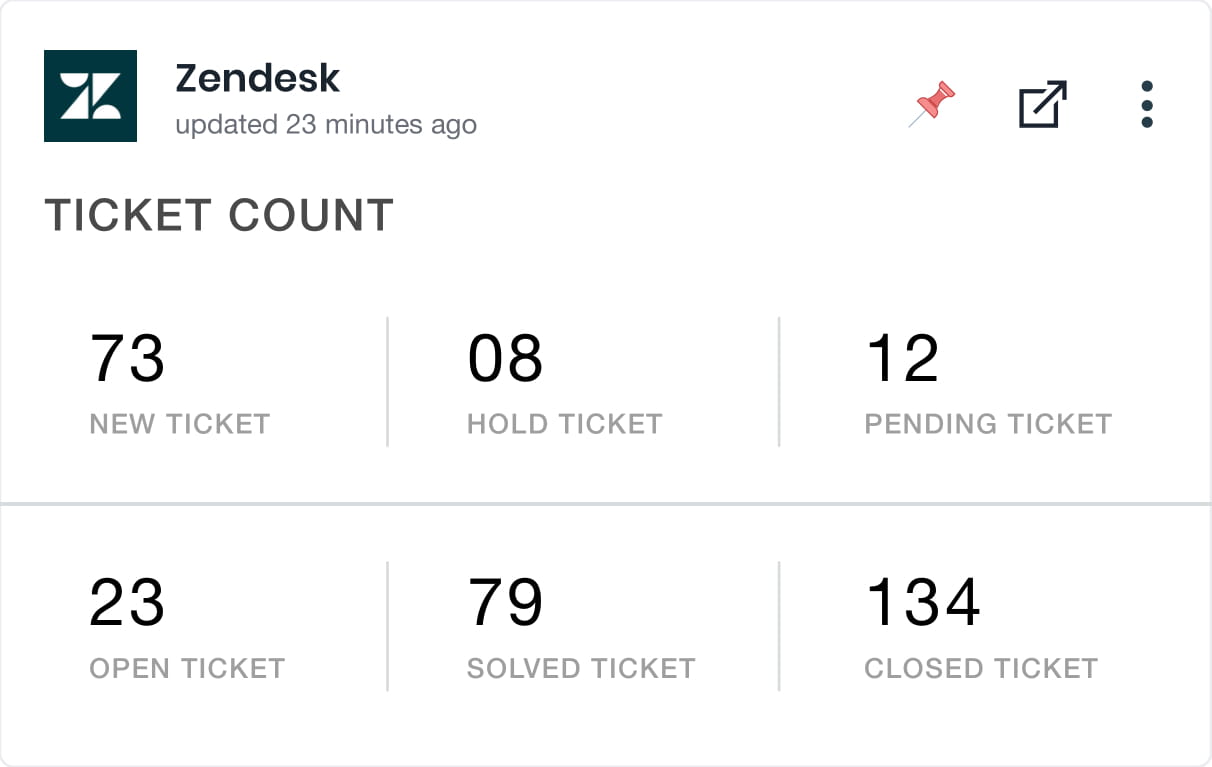 Zendesk
updated 23 minutes ago
TICKET COUNT
73 08 12
NEW TICKET HOLD TICKET PENDING TICKET
23 79 134
OPEN TICKET SOLVED TICKET CLOSED TICKET